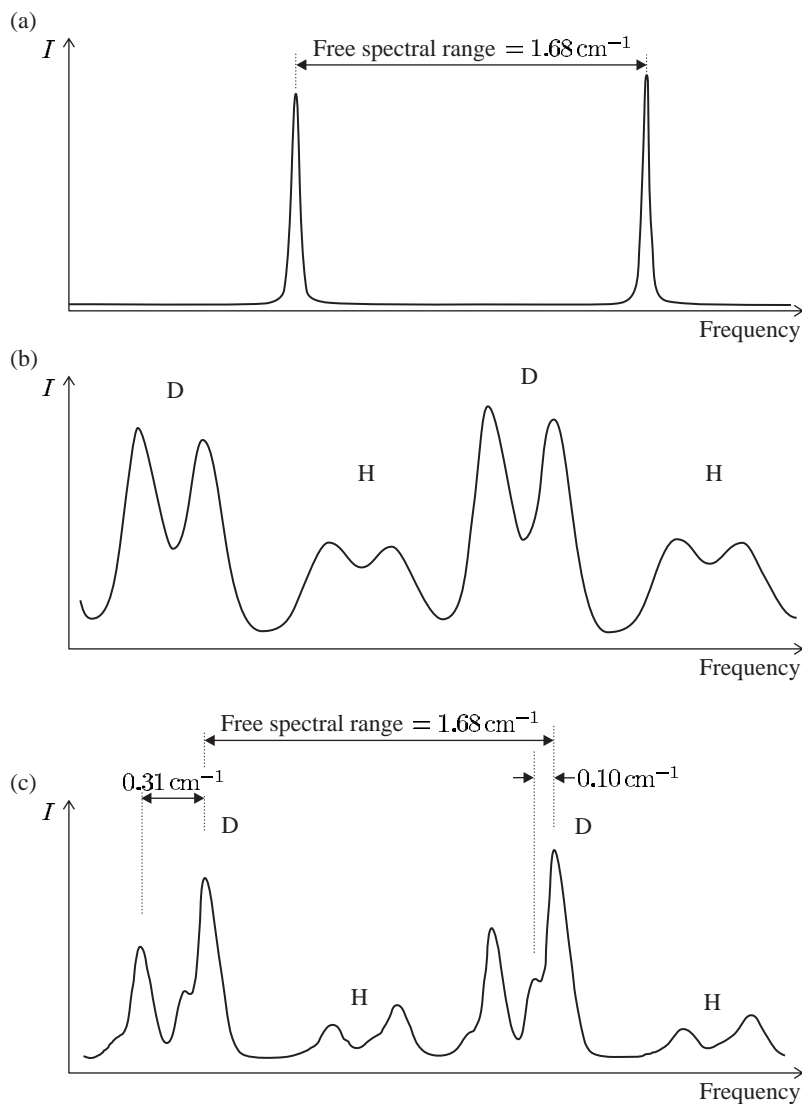 (a)
I
Free spectral range = 1.68 cm⁻¹
Frequency
(b)
I
D
D
H
H
Frequency
Free spectral range = 1.68 cm⁻¹
(c)
0.31 cm⁻¹
0.10 cm⁻¹
I
D
D
H
H
Frequency